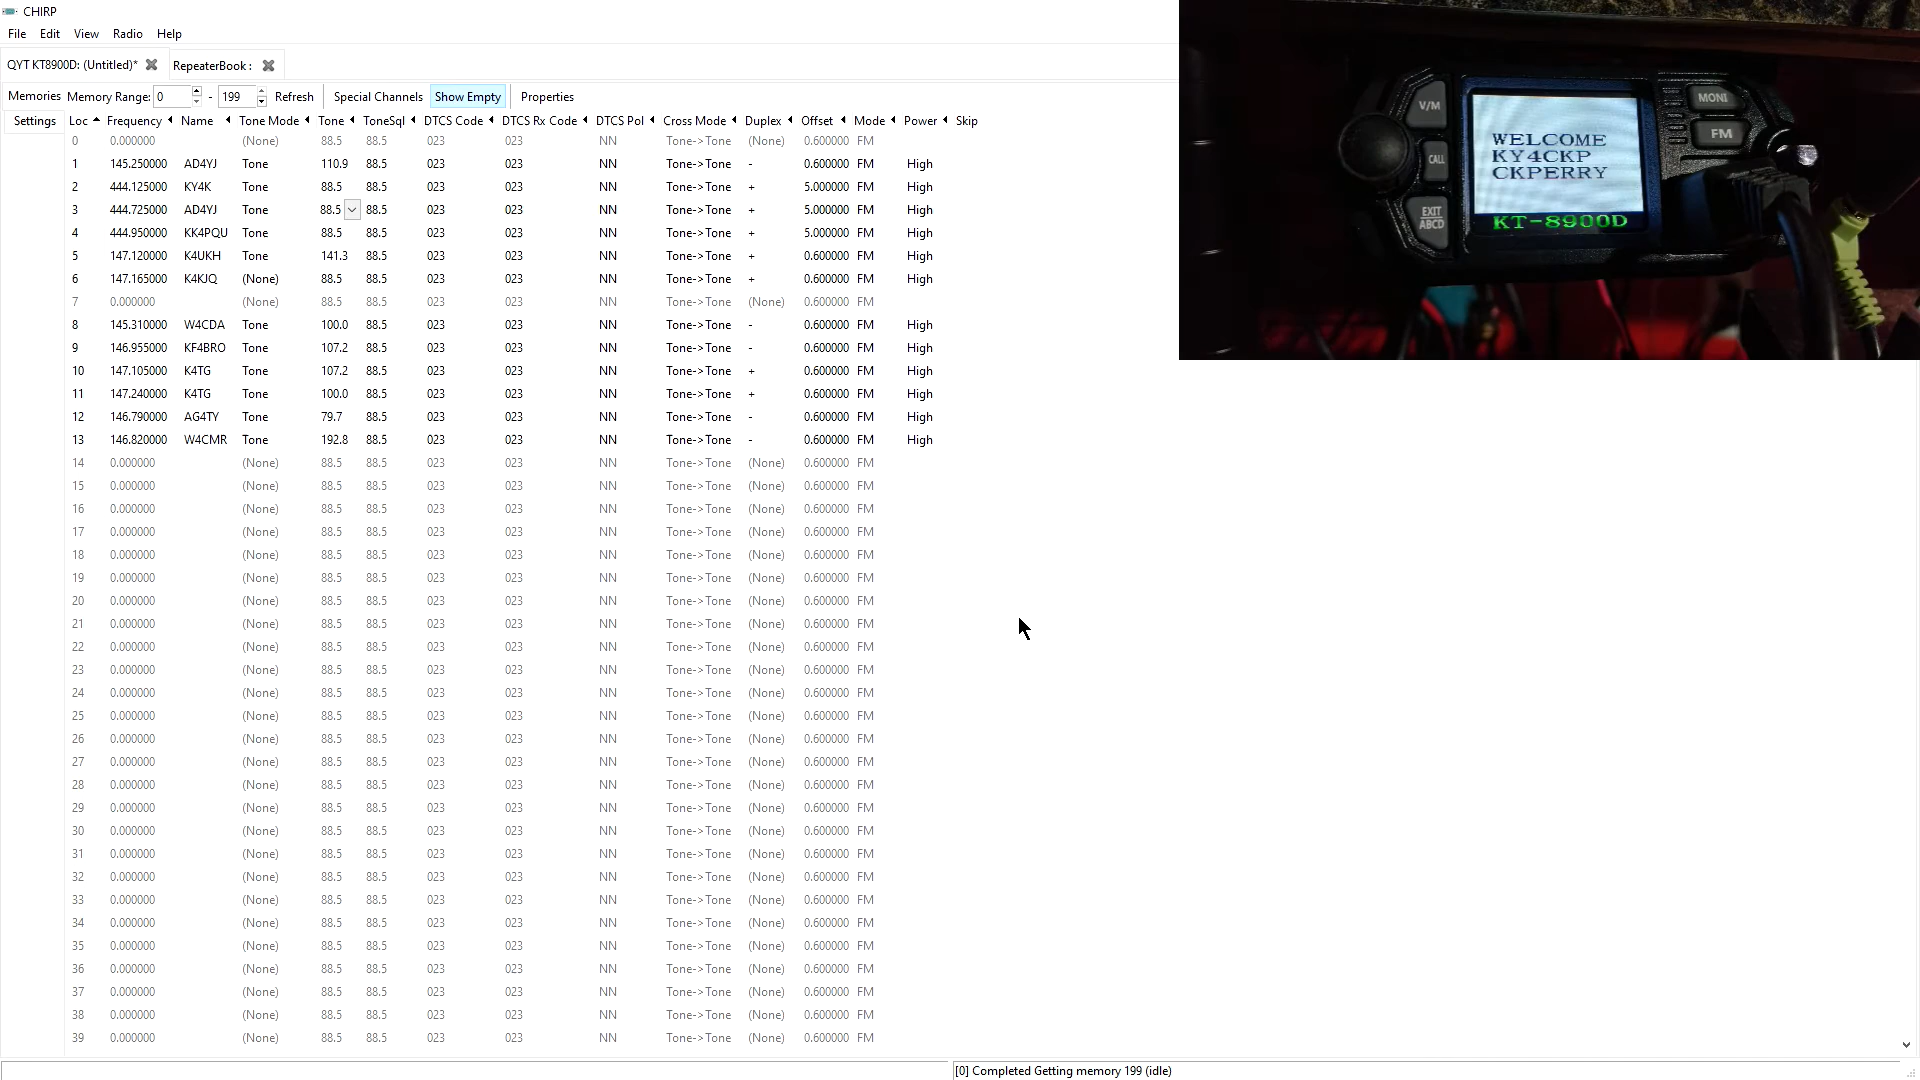 CHIRP
File Edit View Radio Help
QYT KT8900D: (Untitled)* RepeaterBook :
Memories Memory Range: 0 - 199 Refresh Special Channels Show Empty Properties
Settings
Loc Frequency Name Tone Mode Tone ToneSql DTCS Code DTCS Rx Code DTCS Pol Cross Mode Duplex Offset Mode Power Skip
0 0.000000 (None) 88.5 88.5 023 023 NN Tone->Tone (None) 0.600000 FM
1 145.250000 AD4YJ Tone 110.9 88.5 023 023 NN Tone->Tone - 0.600000 FM High
2 444.125000 KY4K Tone 88.5 88.5 023 023 NN Tone->Tone + 5.000000 FM High
3 444.725000 AD4YJ Tone 88.5 88.5 023 023 NN Tone->Tone + 5.000000 FM High
4 444.950000 KK4PQU Tone 88.5 88.5 023 023 NN Tone->Tone + 5.000000 FM High
5 147.120000 K4UKH Tone 141.3 88.5 023 023 NN Tone->Tone + 0.600000 FM High
6 147.165000 K4KJQ (None) 88.5 88.5 023 023 NN Tone->Tone + 0.600000 FM High
7 0.000000 (None) 88.5 88.5 023 023 NN Tone->Tone (None) 0.600000 FM
8 145.310000 W4CDA Tone 100.0 88.5 023 023 NN Tone->Tone - 0.600000 FM High
9 146.955000 KF4BRO Tone 107.2 88.5 023 023 NN Tone->Tone - 0.600000 FM High
10 147.105000 K4TG Tone 107.2 88.5 023 023 NN Tone->Tone + 0.600000 FM High
11 147.240000 K4TG Tone 100.0 88.5 023 023 NN Tone->Tone + 0.600000 FM High
12 146.790000 AG4TY Tone 79.7 88.5 023 023 NN Tone->Tone - 0.600000 FM High
13 146.820000 W4CMR Tone 192.8 88.5 023 023 NN Tone->Tone - 0.600000 FM High
14 0.000000 (None) 88.5 88.5 023 023 NN Tone->Tone (None) 0.600000 FM
15 0.000000 (None) 88.5 88.5 023 023 NN Tone->Tone (None) 0.600000 FM
16 0.000000 (None) 88.5 88.5 023 023 NN Tone->Tone (None) 0.600000 FM
17 0.000000 (None) 88.5 88.5 023 023 NN Tone->Tone (None) 0.600000 FM
18 0.000000 (None) 88.5 88.5 023 023 NN Tone->Tone (None) 0.600000 FM
19 0.000000 (None) 88.5 88.5 023 023 NN Tone->Tone (None) 0.600000 FM
20 0.000000 (None) 88.5 88.5 023 023 NN Tone->Tone (None) 0.600000 FM
21 0.000000 (None) 88.5 88.5 023 023 NN Tone->Tone (None) 0.600000 FM
22 0.000000 (None) 88.5 88.5 023 023 NN Tone->Tone (None) 0.600000 FM
23 0.000000 (None) 88.5 88.5 023 023 NN Tone->Tone (None) 0.600000 FM
24 0.000000 (None) 88.5 88.5 023 023 NN Tone->Tone (None) 0.600000 FM
25 0.000000 (None) 88.5 88.5 023 023 NN Tone->Tone (None) 0.600000 FM
26 0.000000 (None) 88.5 88.5 023 023 NN Tone->Tone (None) 0.600000 FM
27 0.000000 (None) 88.5 88.5 023 023 NN Tone->Tone (None) 0.600000 FM
28 0.000000 (None) 88.5 88.5 023 023 NN Tone->Tone (None) 0.600000 FM
29 0.000000 (None) 88.5 88.5 023 023 NN Tone->Tone (None) 0.600000 FM
30 0.000000 (None) 88.5 88.5 023 023 NN Tone->Tone (None) 0.600000 FM
31 0.000000 (None) 88.5 88.5 023 023 NN Tone->Tone (None) 0.600000 FM
32 0.000000 (None) 88.5 88.5 023 023 NN Tone->Tone (None) 0.600000 FM
33 0.000000 (None) 88.5 88.5 023 023 NN Tone->Tone (None) 0.600000 FM
34 0.000000 (None) 88.5 88.5 023 023 NN Tone->Tone (None) 0.600000 FM
35 0.000000 (None) 88.5 88.5 023 023 NN Tone->Tone (None) 0.600000 FM
36 0.000000 (None) 88.5 88.5 023 023 NN Tone->Tone (None) 0.600000 FM
37 0.000000 (None) 88.5 88.5 023 023 NN Tone->Tone (None) 0.600000 FM
38 0.000000 (None) 88.5 88.5 023 023 NN Tone->Tone (None) 0.600000 FM
39 0.000000 (None) 88.5 88.5 023 023 NN Tone->Tone (None) 0.600000 FM
[0] Completed Getting memory 199 (idle)
V/M
CALL
EXIT
ABCD
WELCOME
KY4CKP
CKPERRY
KT-8900D
MONI
FM